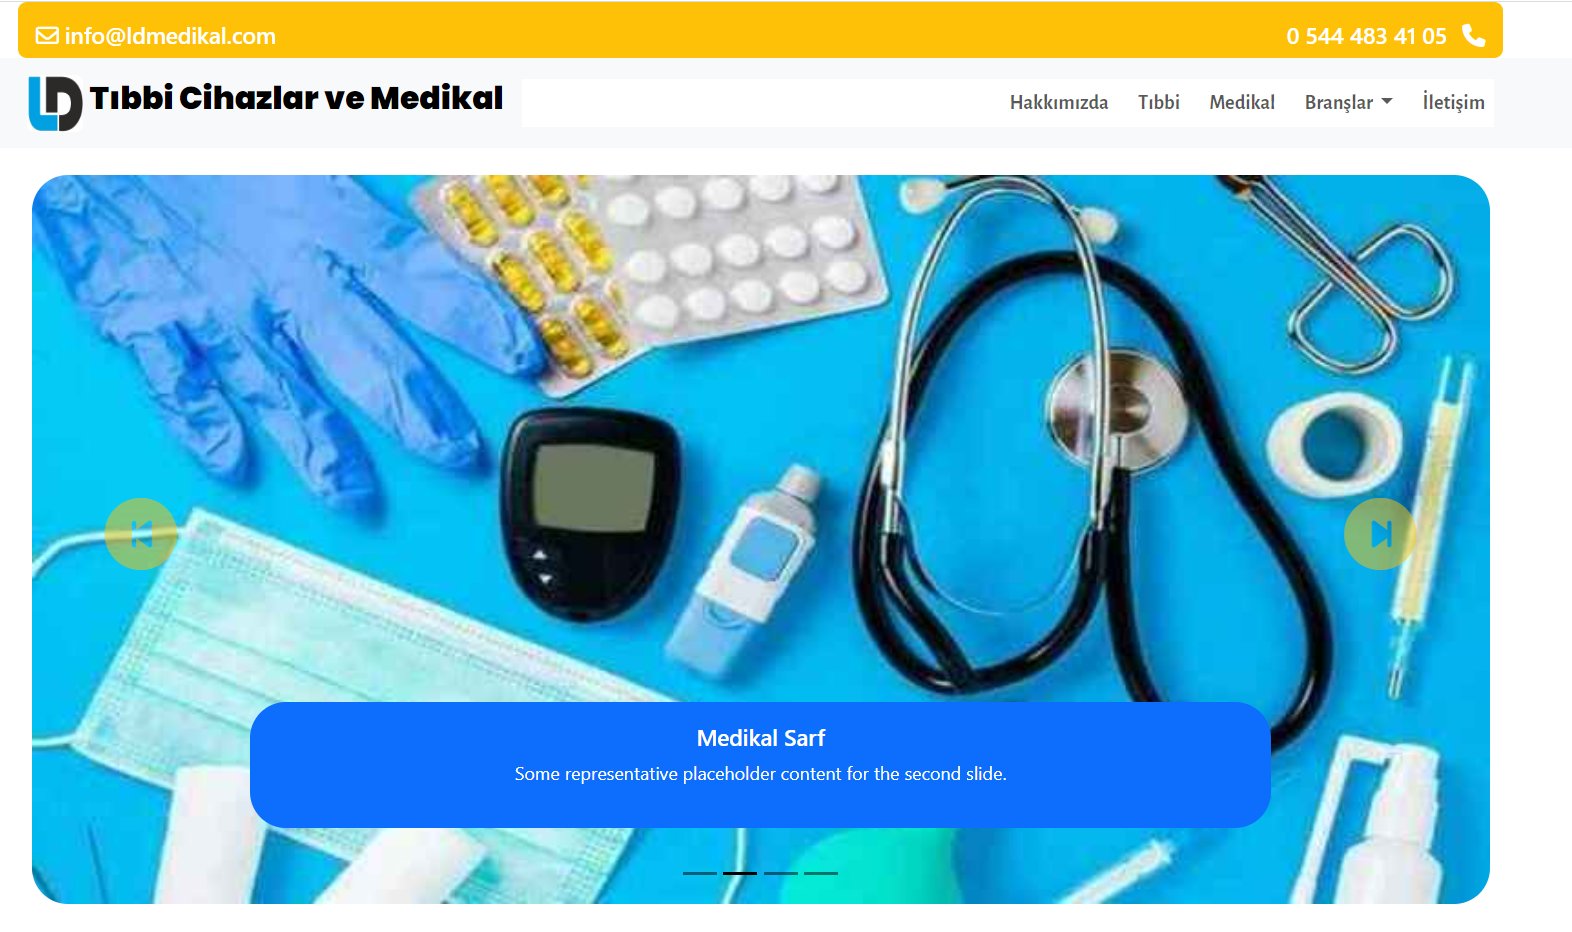 info@ldmedikal.com
0 544 483 41 05
LD Tıbbi Cihazlar ve Medikal
Hakkımızda Tıbbi Medikal Branşlar İletişim
Medikal Sarf
Some representative placeholder content for the second slide.